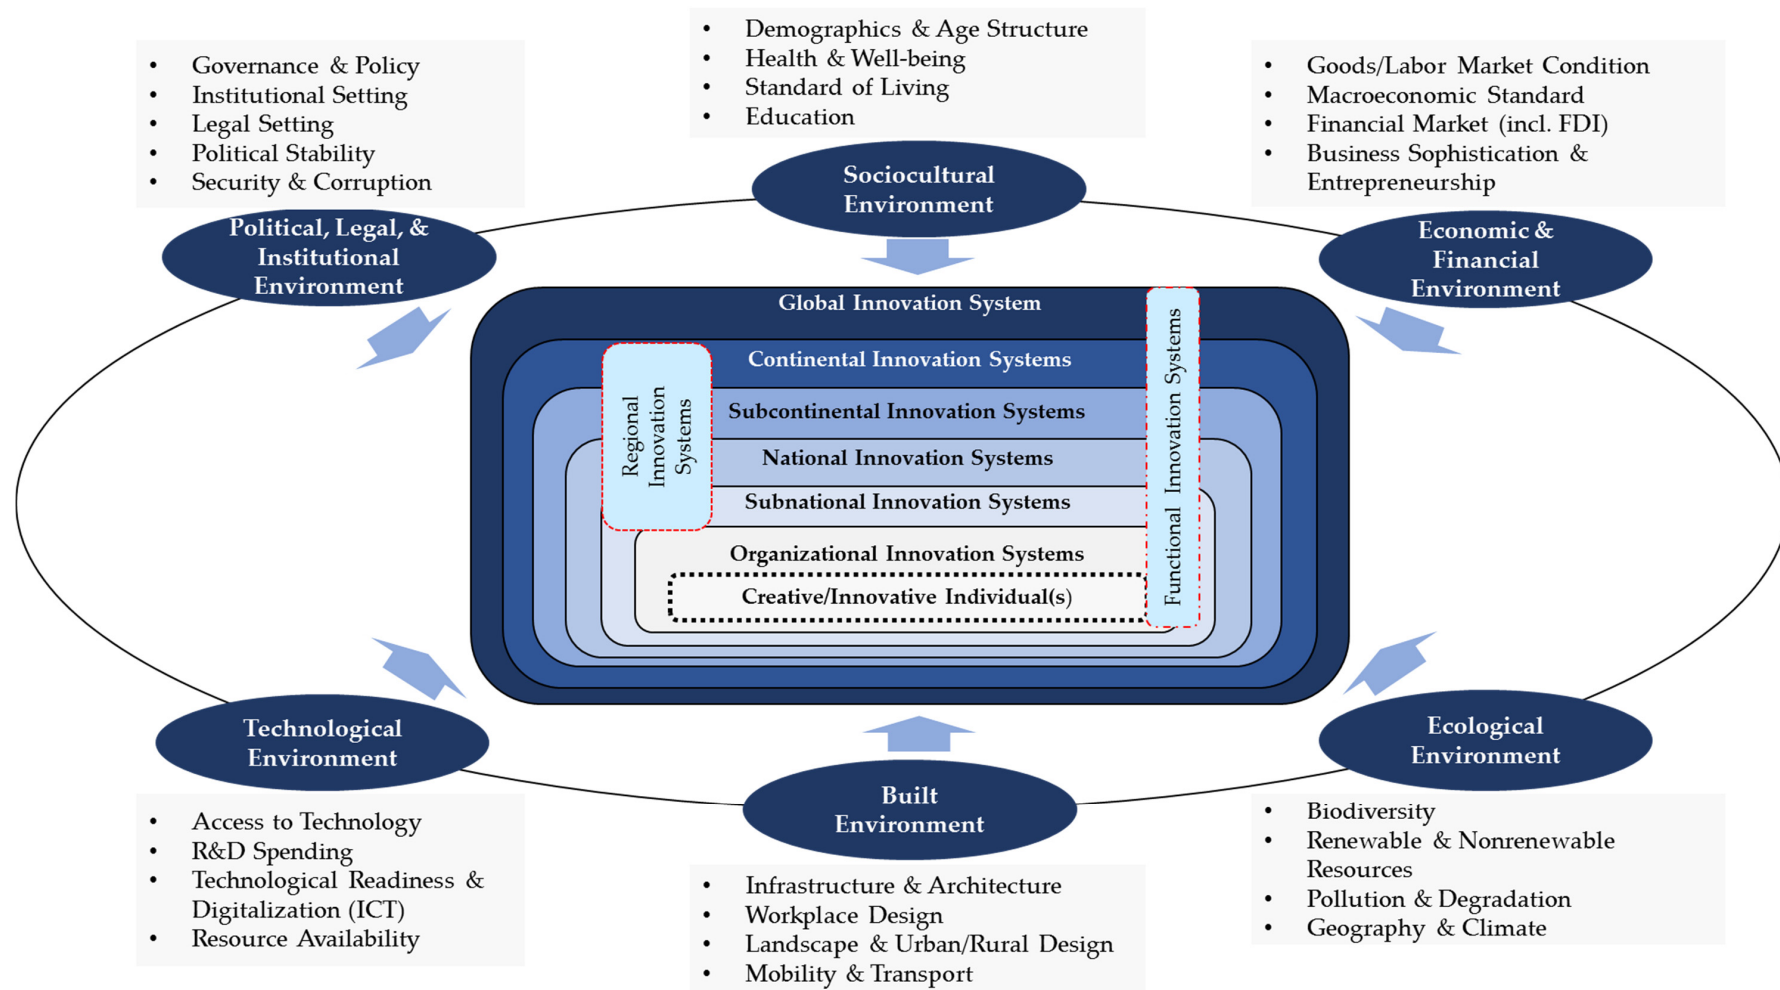 • Governance & Policy
• Institutional Setting
• Legal Setting
• Political Stability
• Security & Corruption
Political, Legal, &
Institutional
Environment
• Demographics & Age Structure
• Health & Well-being
• Standard of Living
• Education
Sociocultural
Environment
• Goods/Labor Market Condition
• Macroeconomic Standard
• Financial Market (incl. FDI)
• Business Sophistication &
Entrepreneurship
Economic &
Financial
Environment
Global Innovation System
Continental Innovation Systems
Subcontinental Innovation Systems
National Innovation Systems
Subnational Innovation Systems
Organizational Innovation Systems
Creative/Innovative Individual(s)
Regional
Innovation
Systems
Functional Innovation Systems
Technological
Environment
• Access to Technology
• R&D Spending
• Technological Readiness &
Digitalization (ICT)
• Resource Availability
Built
Environment
• Infrastructure & Architecture
• Workplace Design
• Landscape & Urban/Rural Design
• Mobility & Transport
Ecological
Environment
• Biodiversity
• Renewable & Nonrenewable
Resources
• Pollution & Degradation
• Geography & Climate